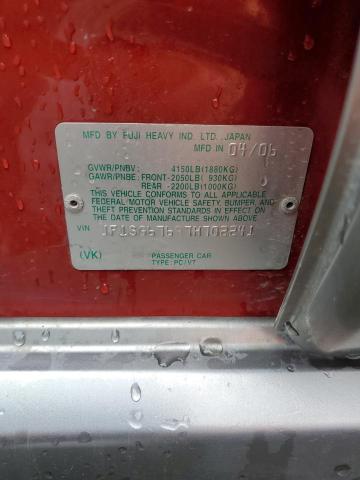 MFD BY FUJI HEAVY IND. LTD. JAPAN
MFD IN 04/06
GVWR/PNBV: 4150LB(1880KG)
GAWR/PNBE: FRONT-2050LB( 930KG)
REAR -2200LB(1000KG)
THIS VEHICLE CONFORMS TO ALL APPLICABLE
FEDERAL MOTOR VEHICLE SAFETY, BUMPER, AND
THEFT PREVENTION STANDARDS IN EFFECT ON
THE DATE OF MANUFACTURE SHOWN ABOVE
VIN
(VK) PASSENGER CAR
TYPE: PC/VT